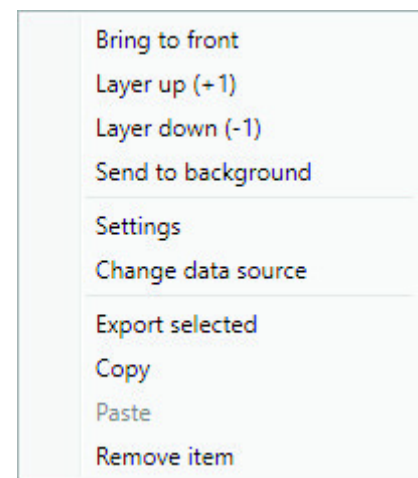 Bring to front
Layer up (+1)
Layer down (-1)
Send to background
Settings
Change data source
Export selected
Copy
Paste
Remove item